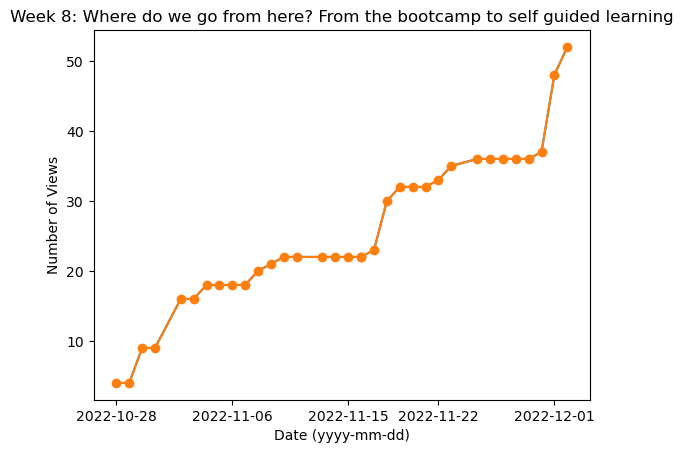 Week 8: Where do we go from here? From the bootcamp to self guided learning
50
40
30
20
10
Number of Views
2022-10-28 2022-11-06 2022-11-15 2022-11-22 2022-12-01
Date (yyyy-mm-dd)